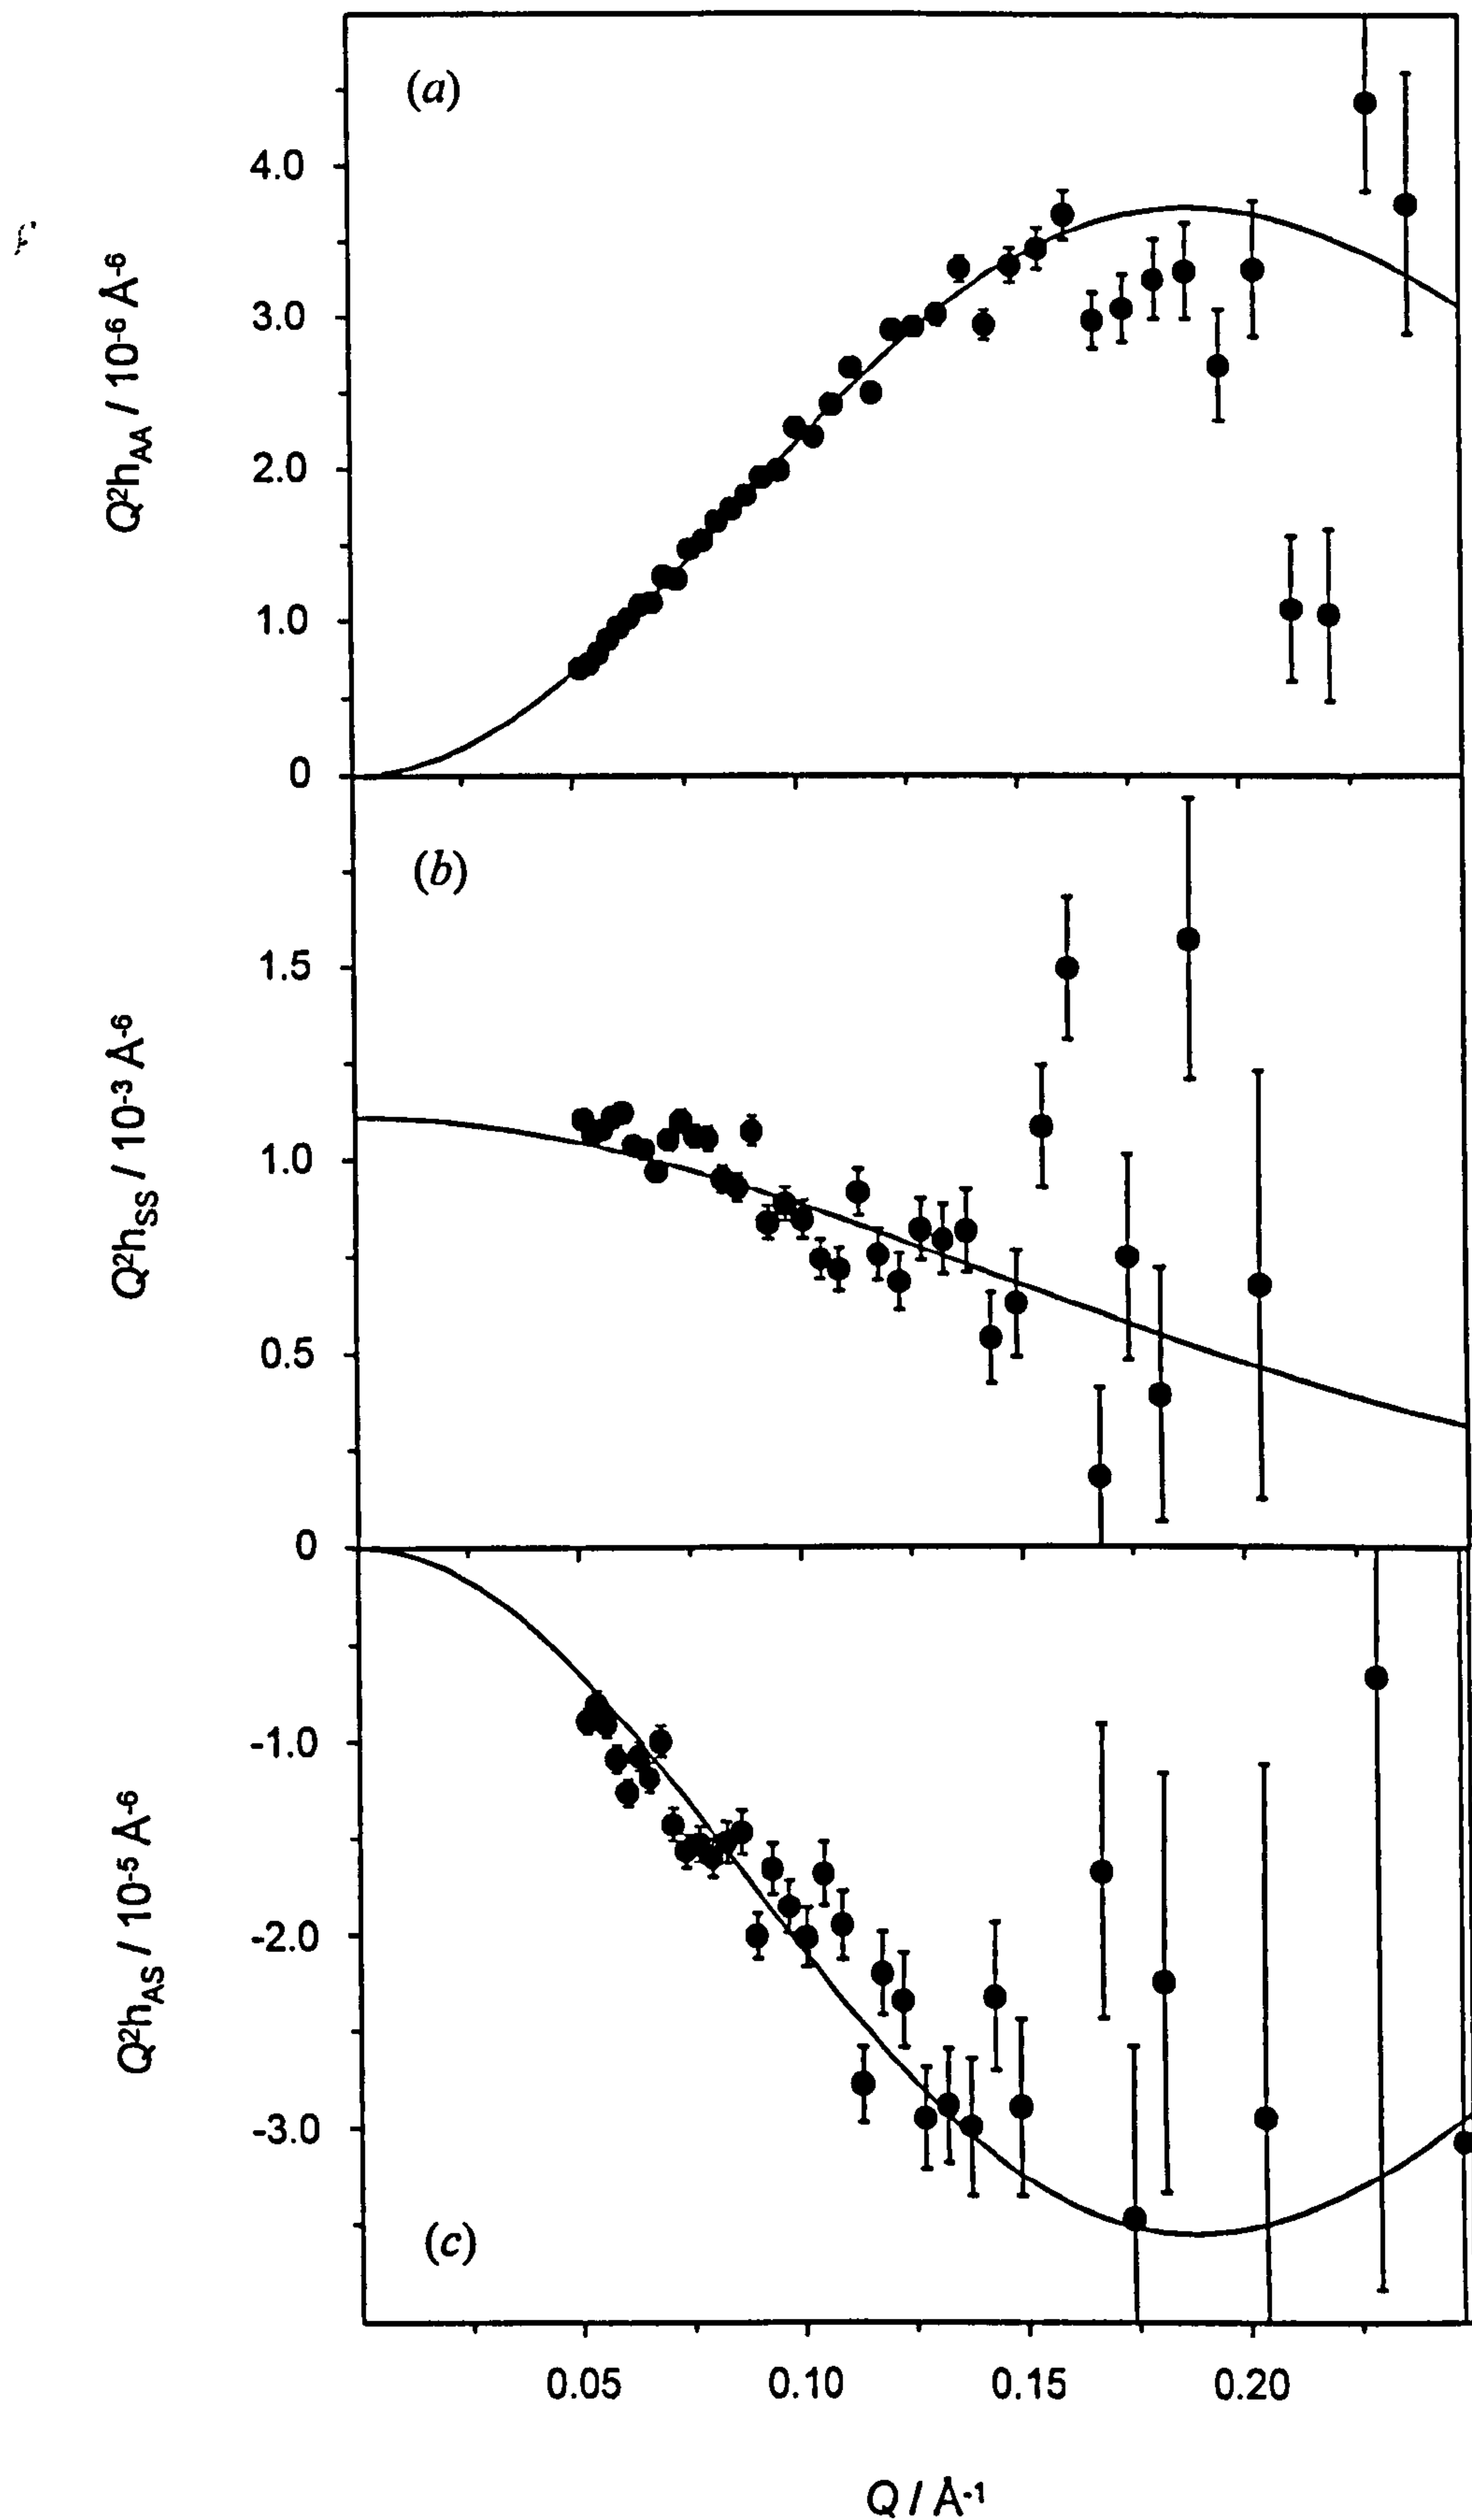 (a)
4.0
3.0
2.0
1.0
0
Q²h_AA / 10⁻⁶ Å⁻⁶
(b)
1.5
1.0
0.5
0
Q²h_SS / 10⁻³ Å⁻⁶
-1.0
-2.0
-3.0
Q²h_AS / 10⁻⁵ Å⁻⁶
(c)
0.05 0.10 0.15 0.20
Q / Å⁻¹